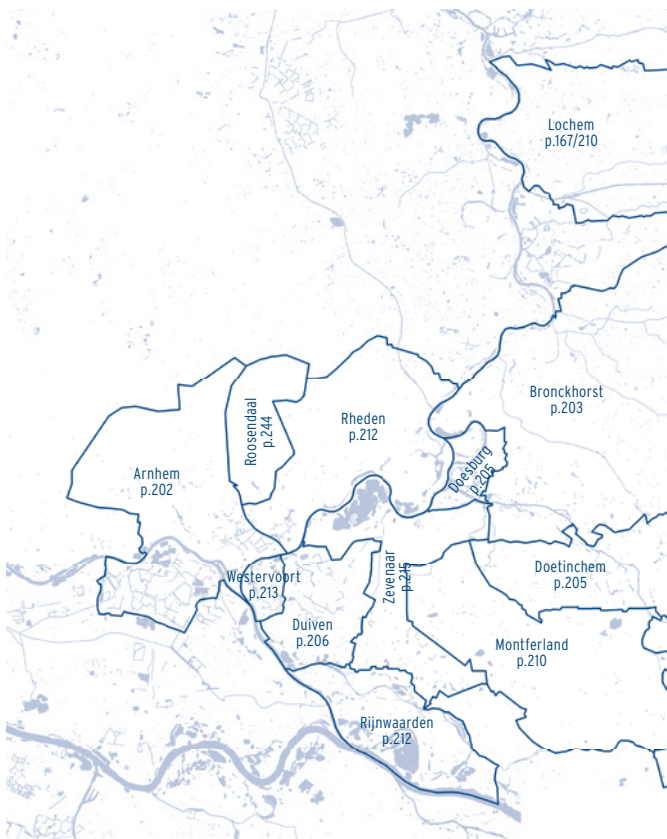 Lochem
p.167/210
Bronckhorst
p.203
Roosendaal
p.244
Rheden
p.212
Doesburg
p.205
Arnhem
p.202
Westervoort
p.213
Zevenaar
p.215
Doetinchem
p.205
Duiven
p.206
Montferland
p.210
Rijnwaarden
p.212